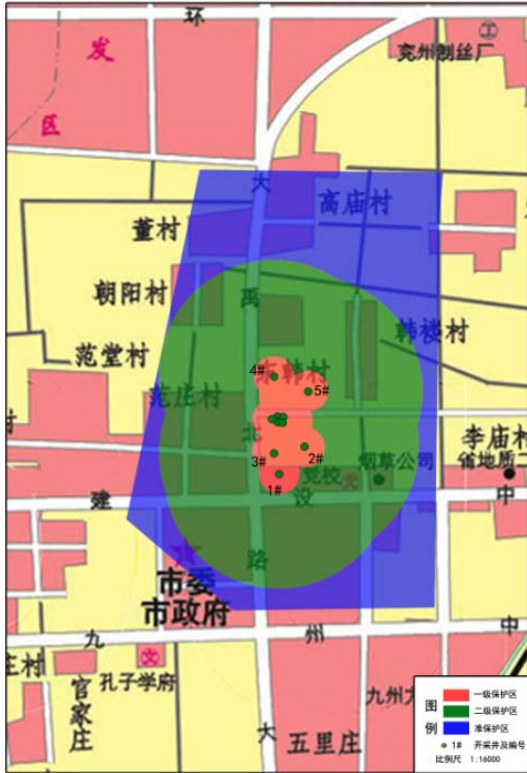 环
兖州制丝厂
发
区
大
高庙村
董村
朝阳村
禹
韩楼村
范堂村
4#
东韩村
5#
范庄村
北
李庙村
3#
2#
烟草公司
省地质二
党校
1#
建
设
中
路
市委
市政府
九
州
中
庄村
孔子学府
官家庄
大
五里庄
九州大
图例
一级保护区
二级保护区
准保护区
1# 开采井及编号
比例尺 1:16000